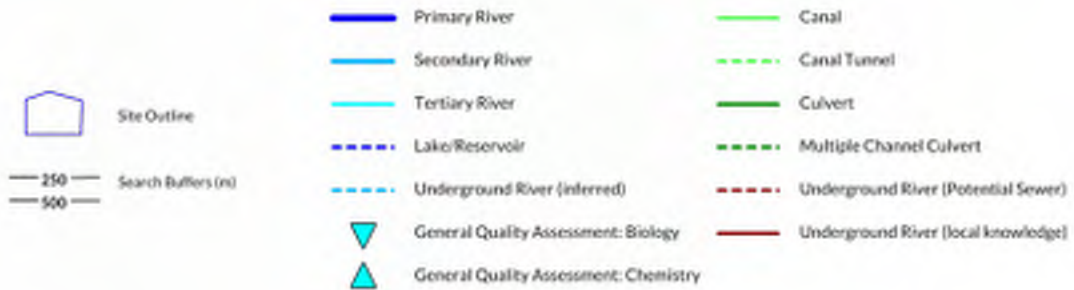 Site Outline
250
500
Search Buffers (m)
Primary River
Secondary River
Tertiary River
Lake/Reservoir
Underground River (inferred)
General Quality Assessment: Biology
General Quality Assessment: Chemistry
Canal
Canal Tunnel
Culvert
Multiple Channel Culvert
Underground River (Potential Sewer)
Underground River (local knowledge)